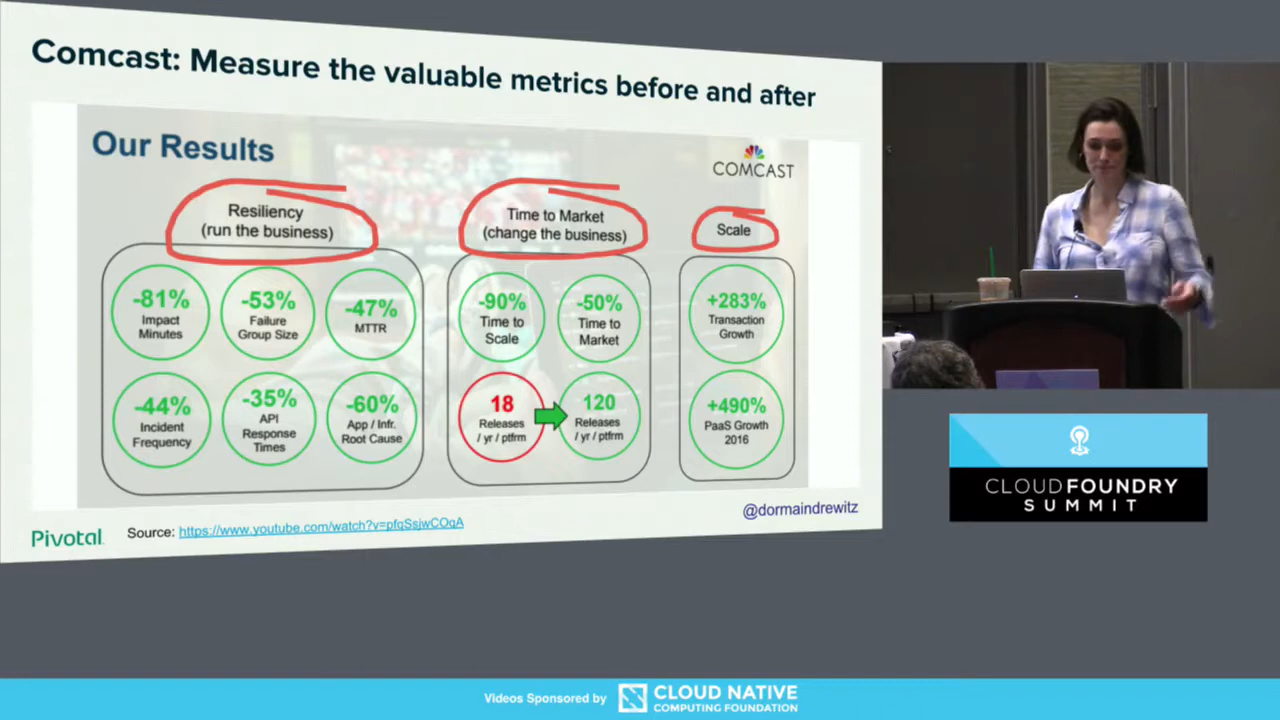 Comcast: Measure the valuable metrics before and after
Our Results
COMCAST
Resiliency
(run the business)
Time to Market
(change the business)
Scale
-81%
Impact
Minutes
-53%
Failure
Group Size
-47%
MTTR
-90%
Time to
Scale
-50%
Time to
Market
+283%
Transaction
Growth
-44%
Incident
Frequency
-35%
API
Response
Times
-60%
App / Infr.
Root Cause
18
Releases
/ yr / ptfrm
120
Releases
/ yr / ptfrm
+490%
PaaS Growth
2016
@dormaindrewitz
Pivotal
Source: https://www.youtube.com/watch?v=pfqSsjwCOqA
CLOUD FOUNDRY
SUMMIT
Videos Sponsored by
CLOUD NATIVE
COMPUTING FOUNDATION